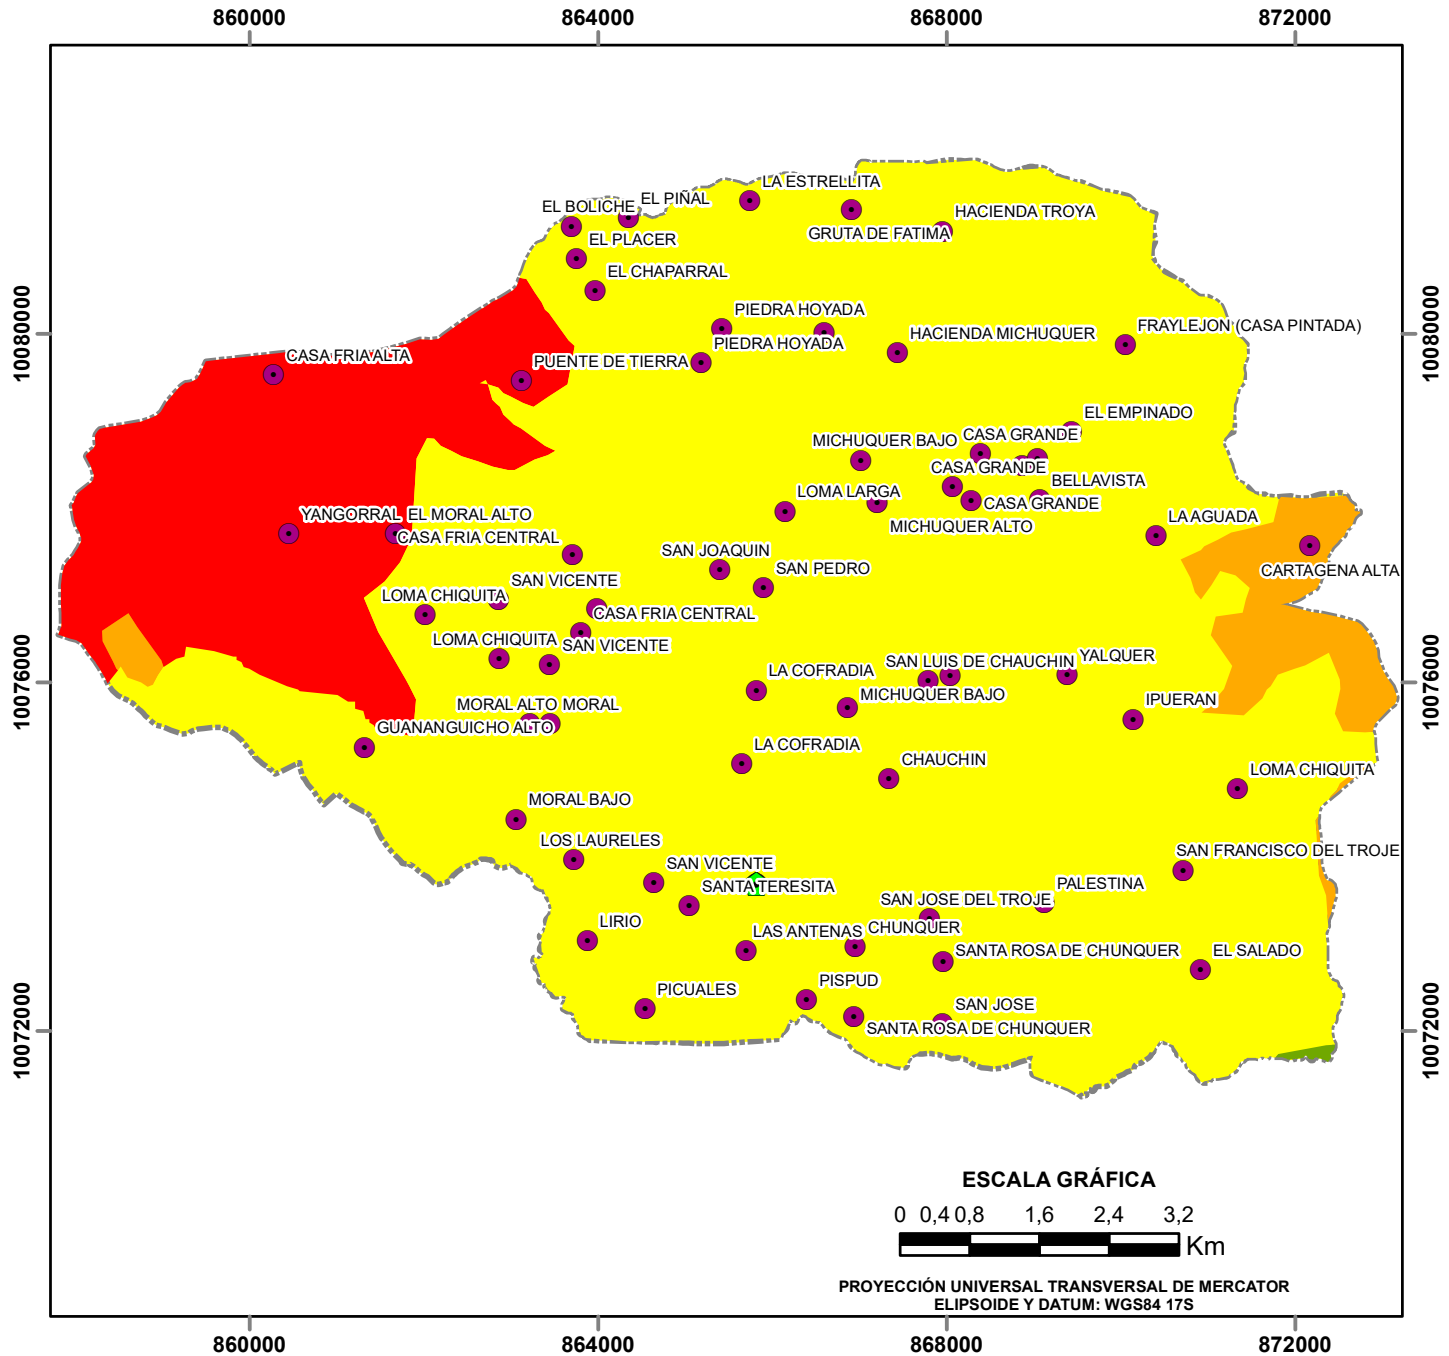 860000 864000 868000 872000
LA ESTRELLITA
EL PIÑAL
EL BOLICHE
HACIENDA TROYA
GRUTA DE FATIMA
EL PLACER
EL CHAPARRAL
PIEDRA HOYADA
FRAYLEJON (CASA PINTADA)
HACIENDA MICHUQUER
PIEDRA HOYADA
10080000
10080000
CASA FRIA ALTA
PUENTE DE TIERRA
EL EMPINADO
CASA GRANDE
MICHUQUER BAJO
CASA GRANDE
BELLAVISTA
LOMA LARGA
CASA GRANDE
YANGORRAL
EL MORAL ALTO
LA AGUADA
MICHUQUER ALTO
CASA FRIA CENTRAL
SAN JOAQUIN
SAN PEDRO
CARTAGENA ALTA
SAN VICENTE
LOMA CHIQUITA
CASA FRIA CENTRAL
LOMA CHIQUITA
SAN VICENTE
YALQUER
SAN LUIS DE CHAUCHIN
LA COFRADIA
10076000
10076000
MICHUQUER BAJO
IPUERAN
MORAL ALTO
MORAL
GUANANGUICHO ALTO
LA COFRADIA
CHAUCHIN
LOMA CHIQUITA
MORAL BAJO
LOS LAURELES
SAN FRANCISCO DEL TROJE
SAN VICENTE
SANTA TERESITA
PALESTINA
SAN JOSE DEL TROJE
LIRIO
LAS ANTENAS
CHUNQUER
SANTA ROSA DE CHUNQUER
EL SALADO
PICUALES
PISPUD
SAN JOSE
SANTA ROSA DE CHUNQUER
10072000
10072000
ESCALA GRÁFICA
0 0,4 0,8 1,6 2,4 3,2
Km
PROYECCIÓN UNIVERSAL TRANSVERSAL DE MERCATOR
ELIPSOIDE Y DATUM: WGS84 17S
860000 864000 868000 872000